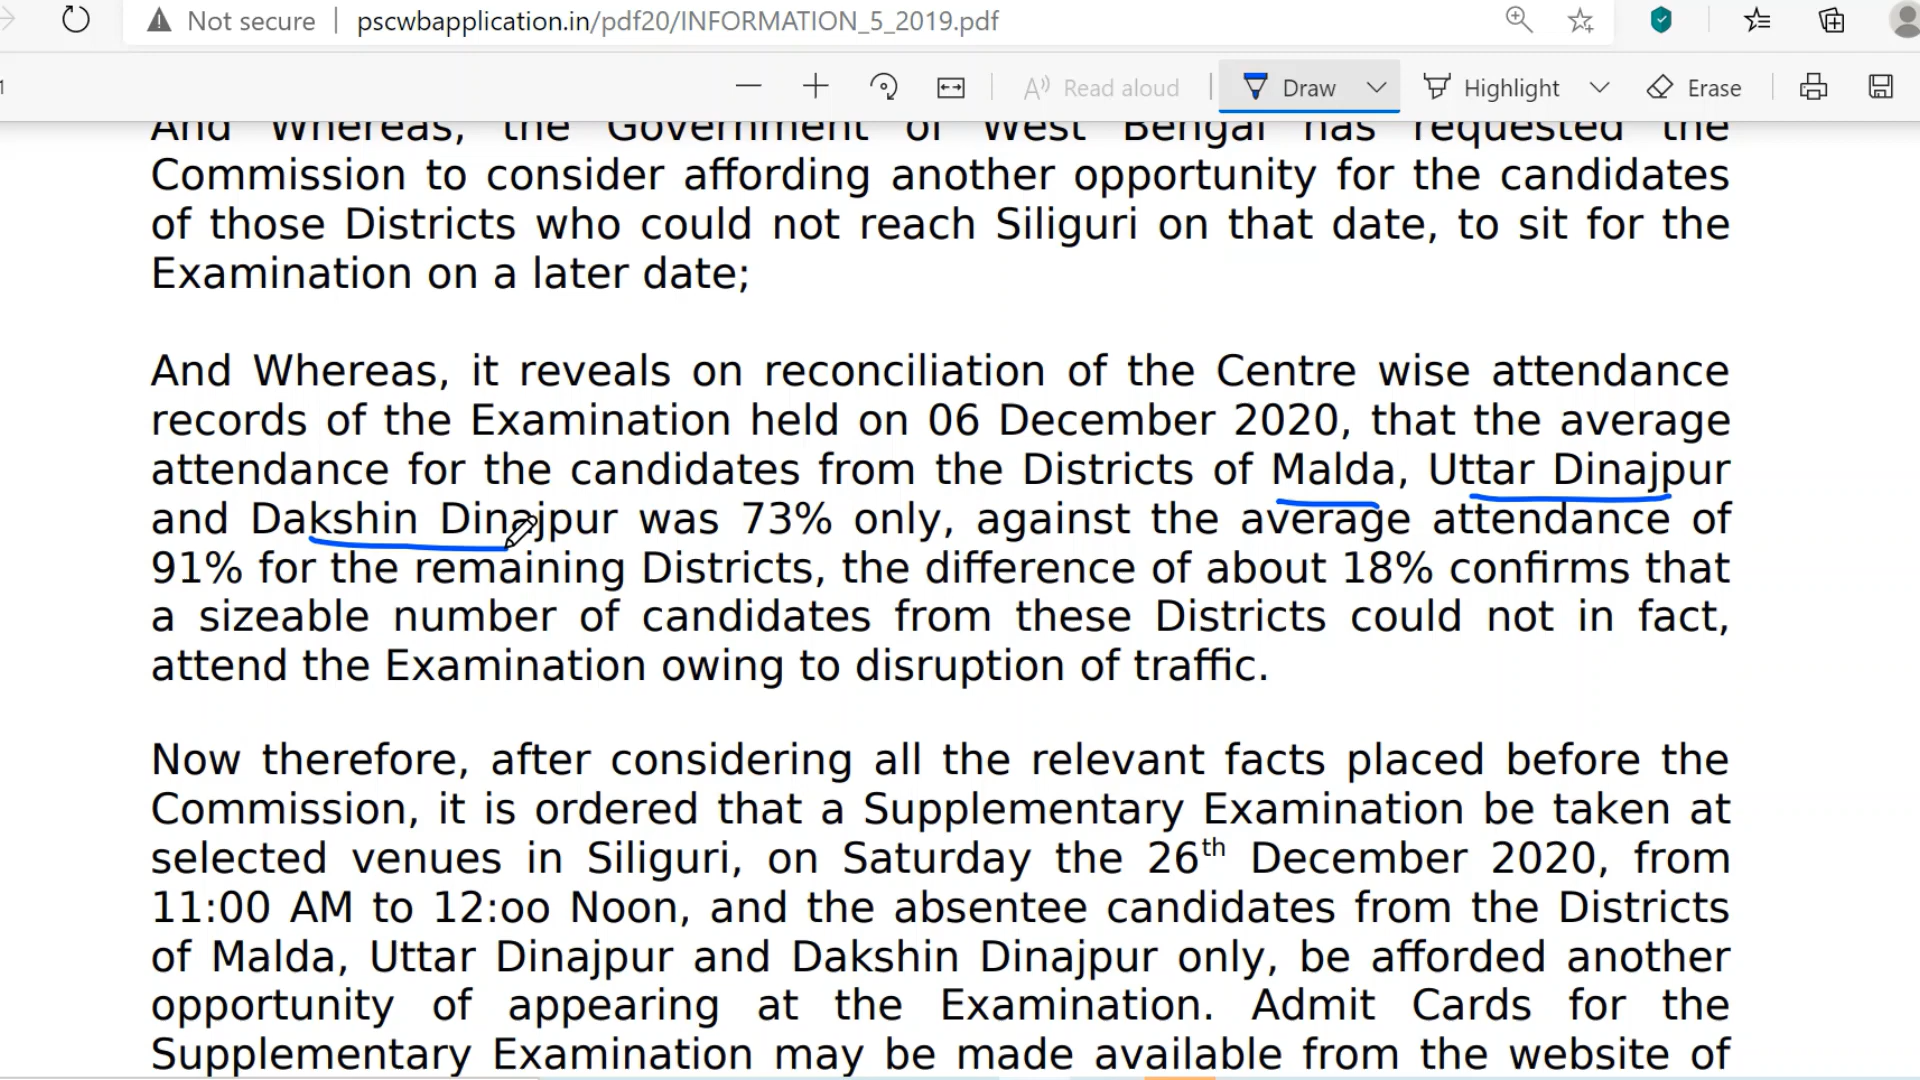 Not secure pscwbapplication.in/pdf20/INFORMATION_5_2019.pdf
Read aloud Draw Highlight Erase
And Whereas, the Government of West Bengal has requested the
Commission to consider affording another opportunity for the candidates
of those Districts who could not reach Siliguri on that date, to sit for the
Examination on a later date;
And Whereas, it reveals on reconciliation of the Centre wise attendance
records of the Examination held on 06 December 2020, that the average
attendance for the candidates from the Districts of Malda, Uttar Dinajpur
and Dakshin Dinajpur was 73% only, against the average attendance of
91% for the remaining Districts, the difference of about 18% confirms that
a sizeable number of candidates from these Districts could not in fact,
attend the Examination owing to disruption of traffic.
Now therefore, after considering all the relevant facts placed before the
Commission, it is ordered that a Supplementary Examination be taken at
selected venues in Siliguri, on Saturday the 26th December 2020, from
11:00 AM to 12:oo Noon, and the absentee candidates from the Districts
of Malda, Uttar Dinajpur and Dakshin Dinajpur only, be afforded another
opportunity of appearing at the Examination. Admit Cards for the
Supplementary Examination may be made available from the website of